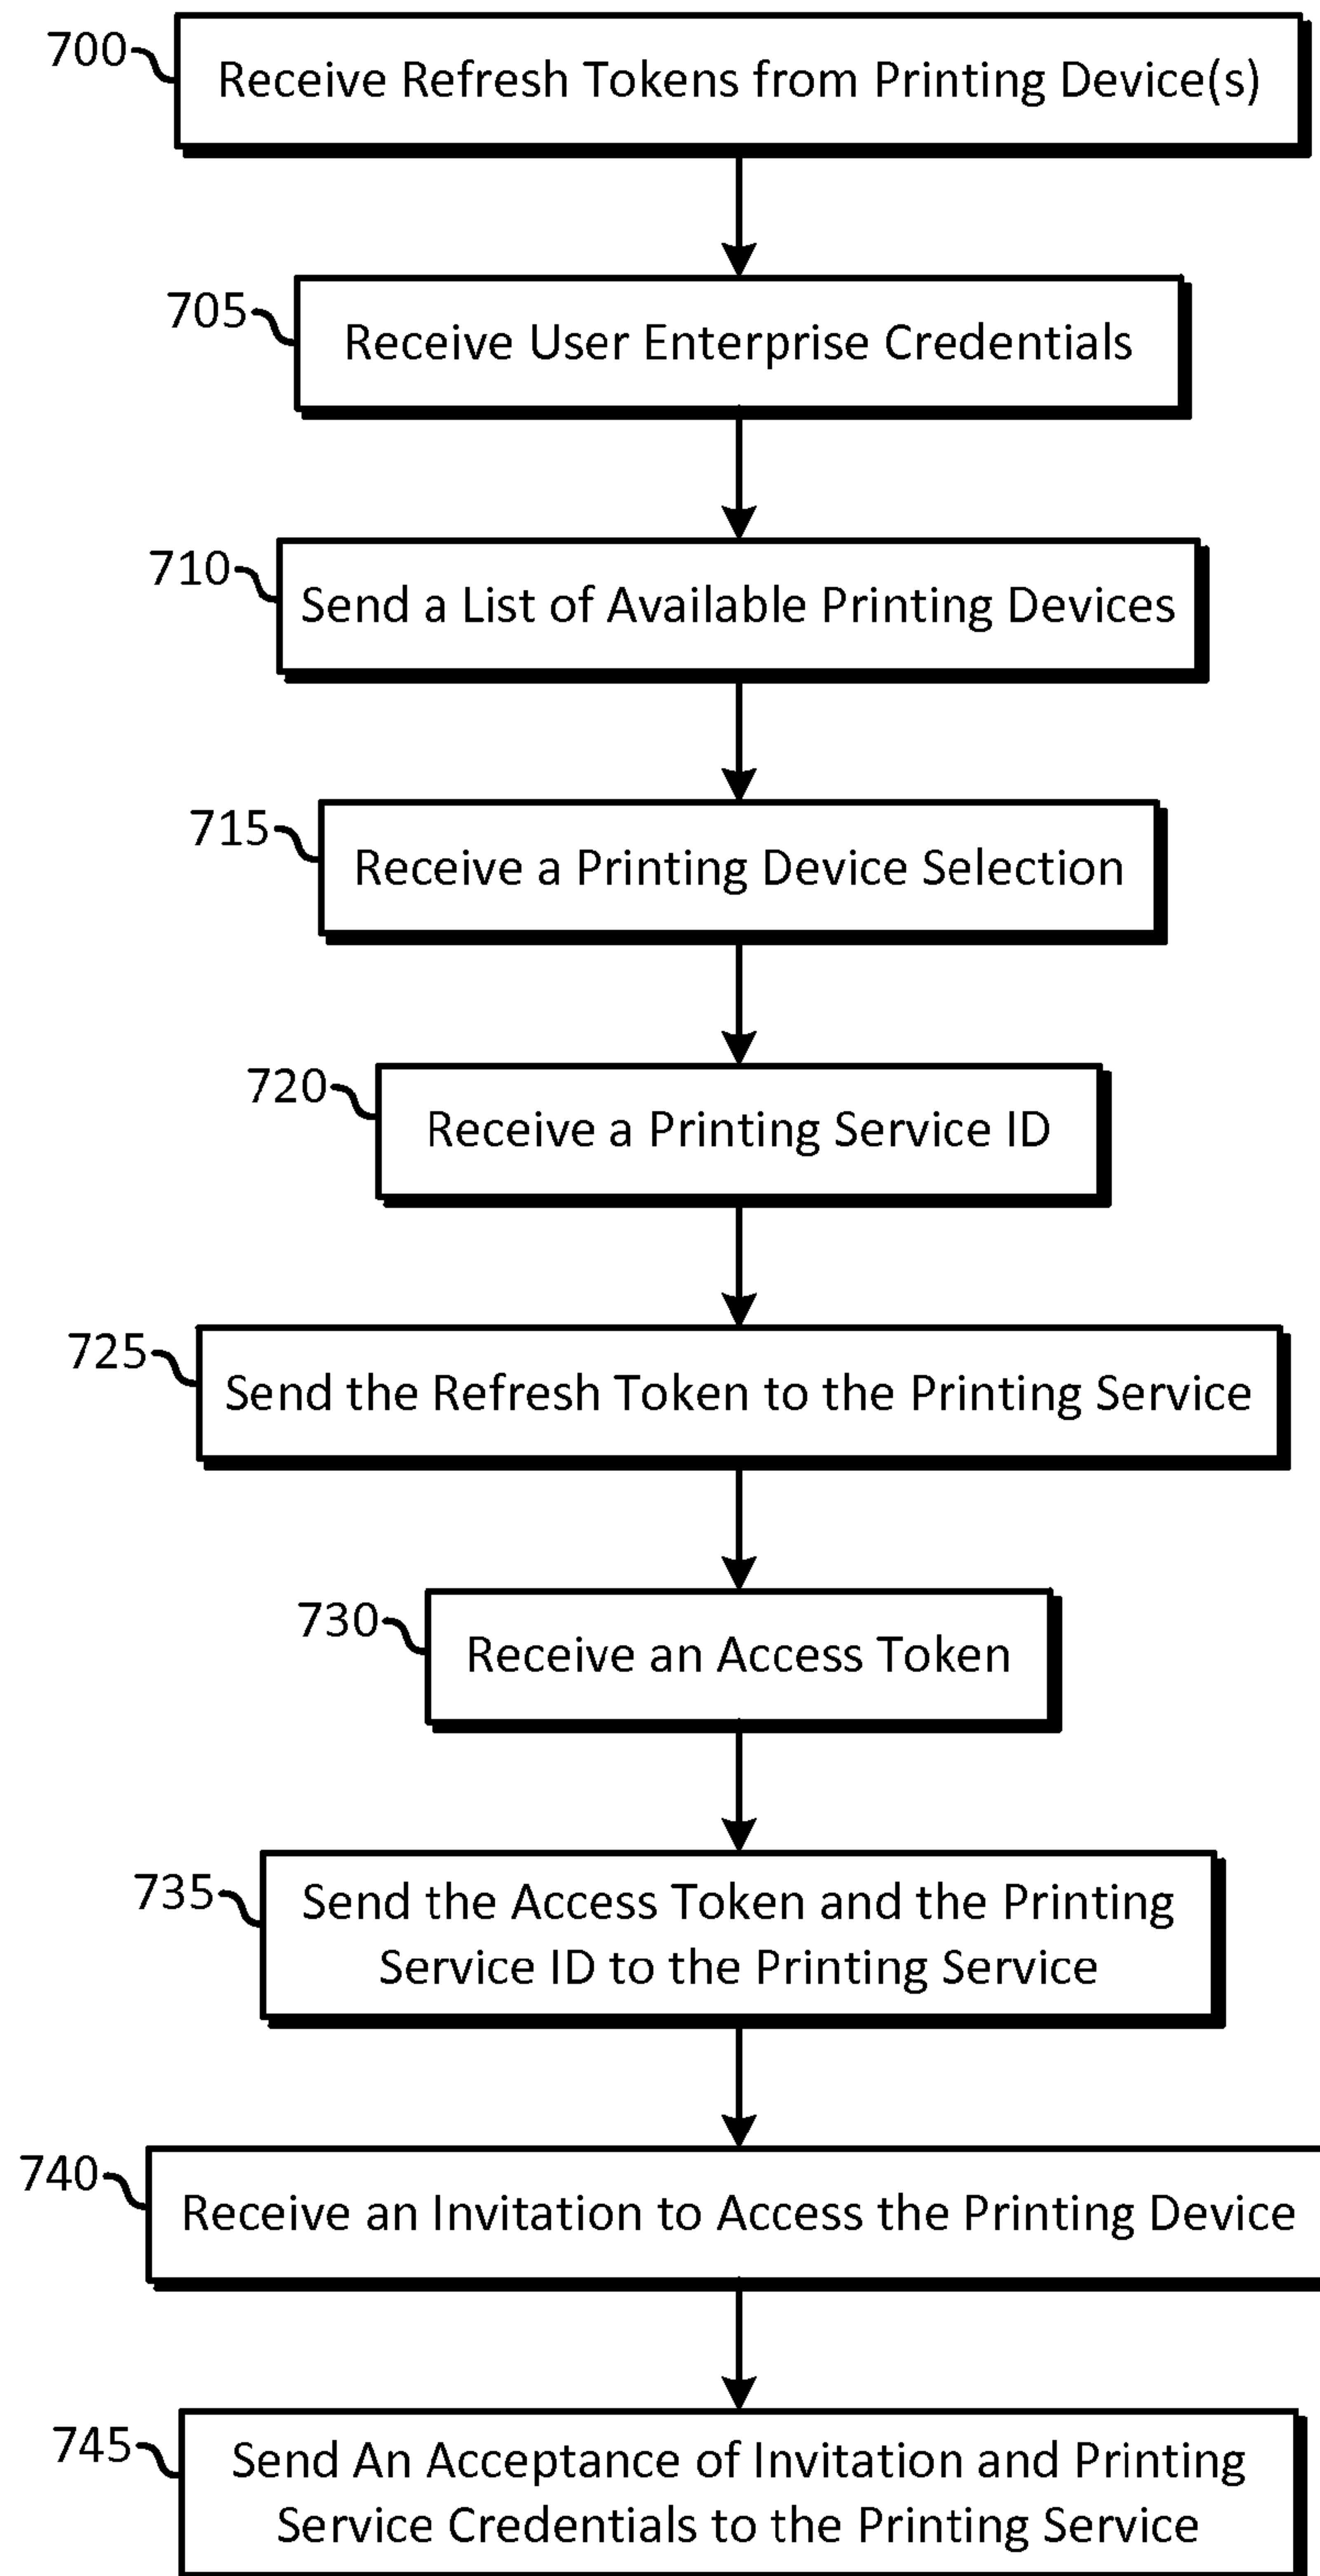 700
Receive Refresh Tokens from Printing Device(s)
705
Receive User Enterprise Credentials
710
Send a List of Available Printing Devices
715
Receive a Printing Device Selection
720
Receive a Printing Service ID
725
Send the Refresh Token to the Printing Service
730
Receive an Access Token
735
Send the Access Token and the Printing
Service ID to the Printing Service
740
Receive an Invitation to Access the Printing Device
745
Send An Acceptance of Invitation and Printing
Service Credentials to the Printing Service